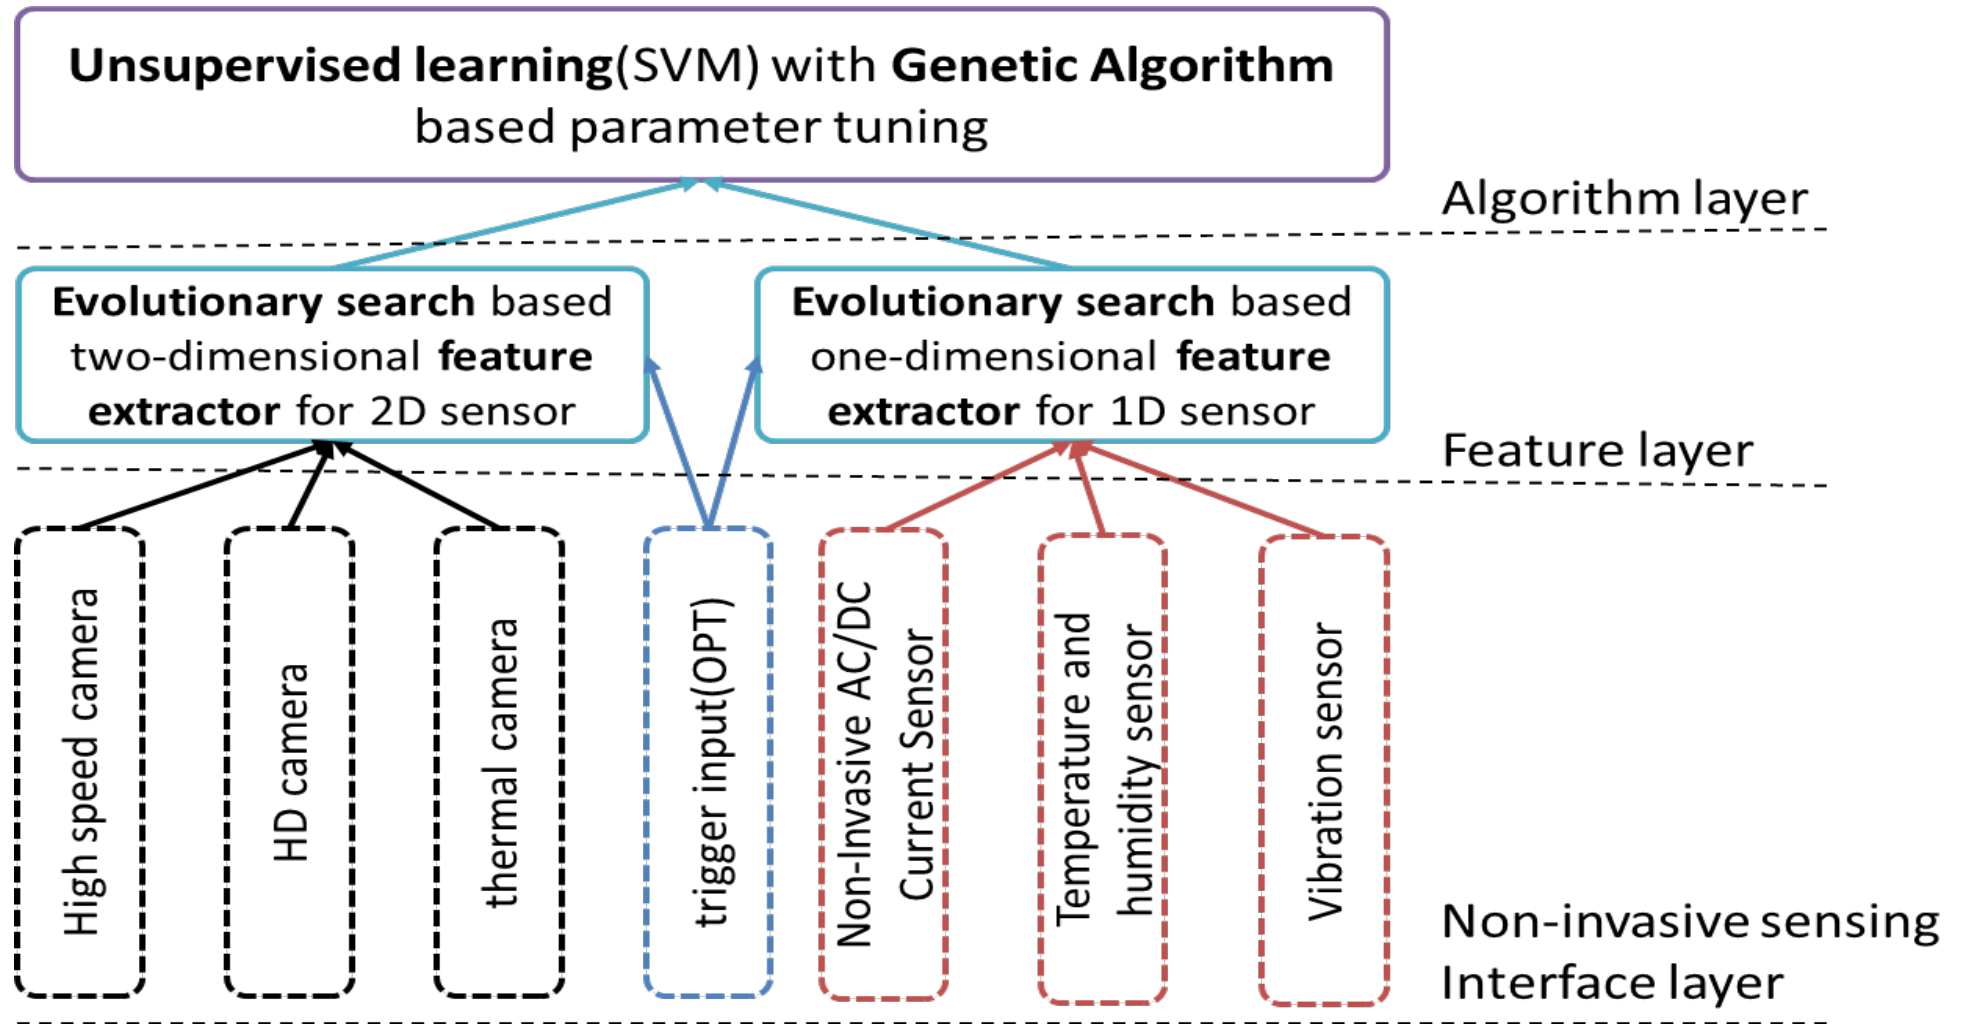 Unsupervised learning(SVM) with Genetic Algorithm
based parameter tuning
Algorithm layer
Evolutionary search based
two-dimensional feature
extractor for 2D sensor
Evolutionary search based
one-dimensional feature
extractor for 1D sensor
Feature layer
High speed camera
HD camera
thermal camera
trigger input(OPT)
Non-Invasive AC/DC
Current Sensor
Temperature and
humidity sensor
Vibration sensor
Non-invasive sensing
Interface layer